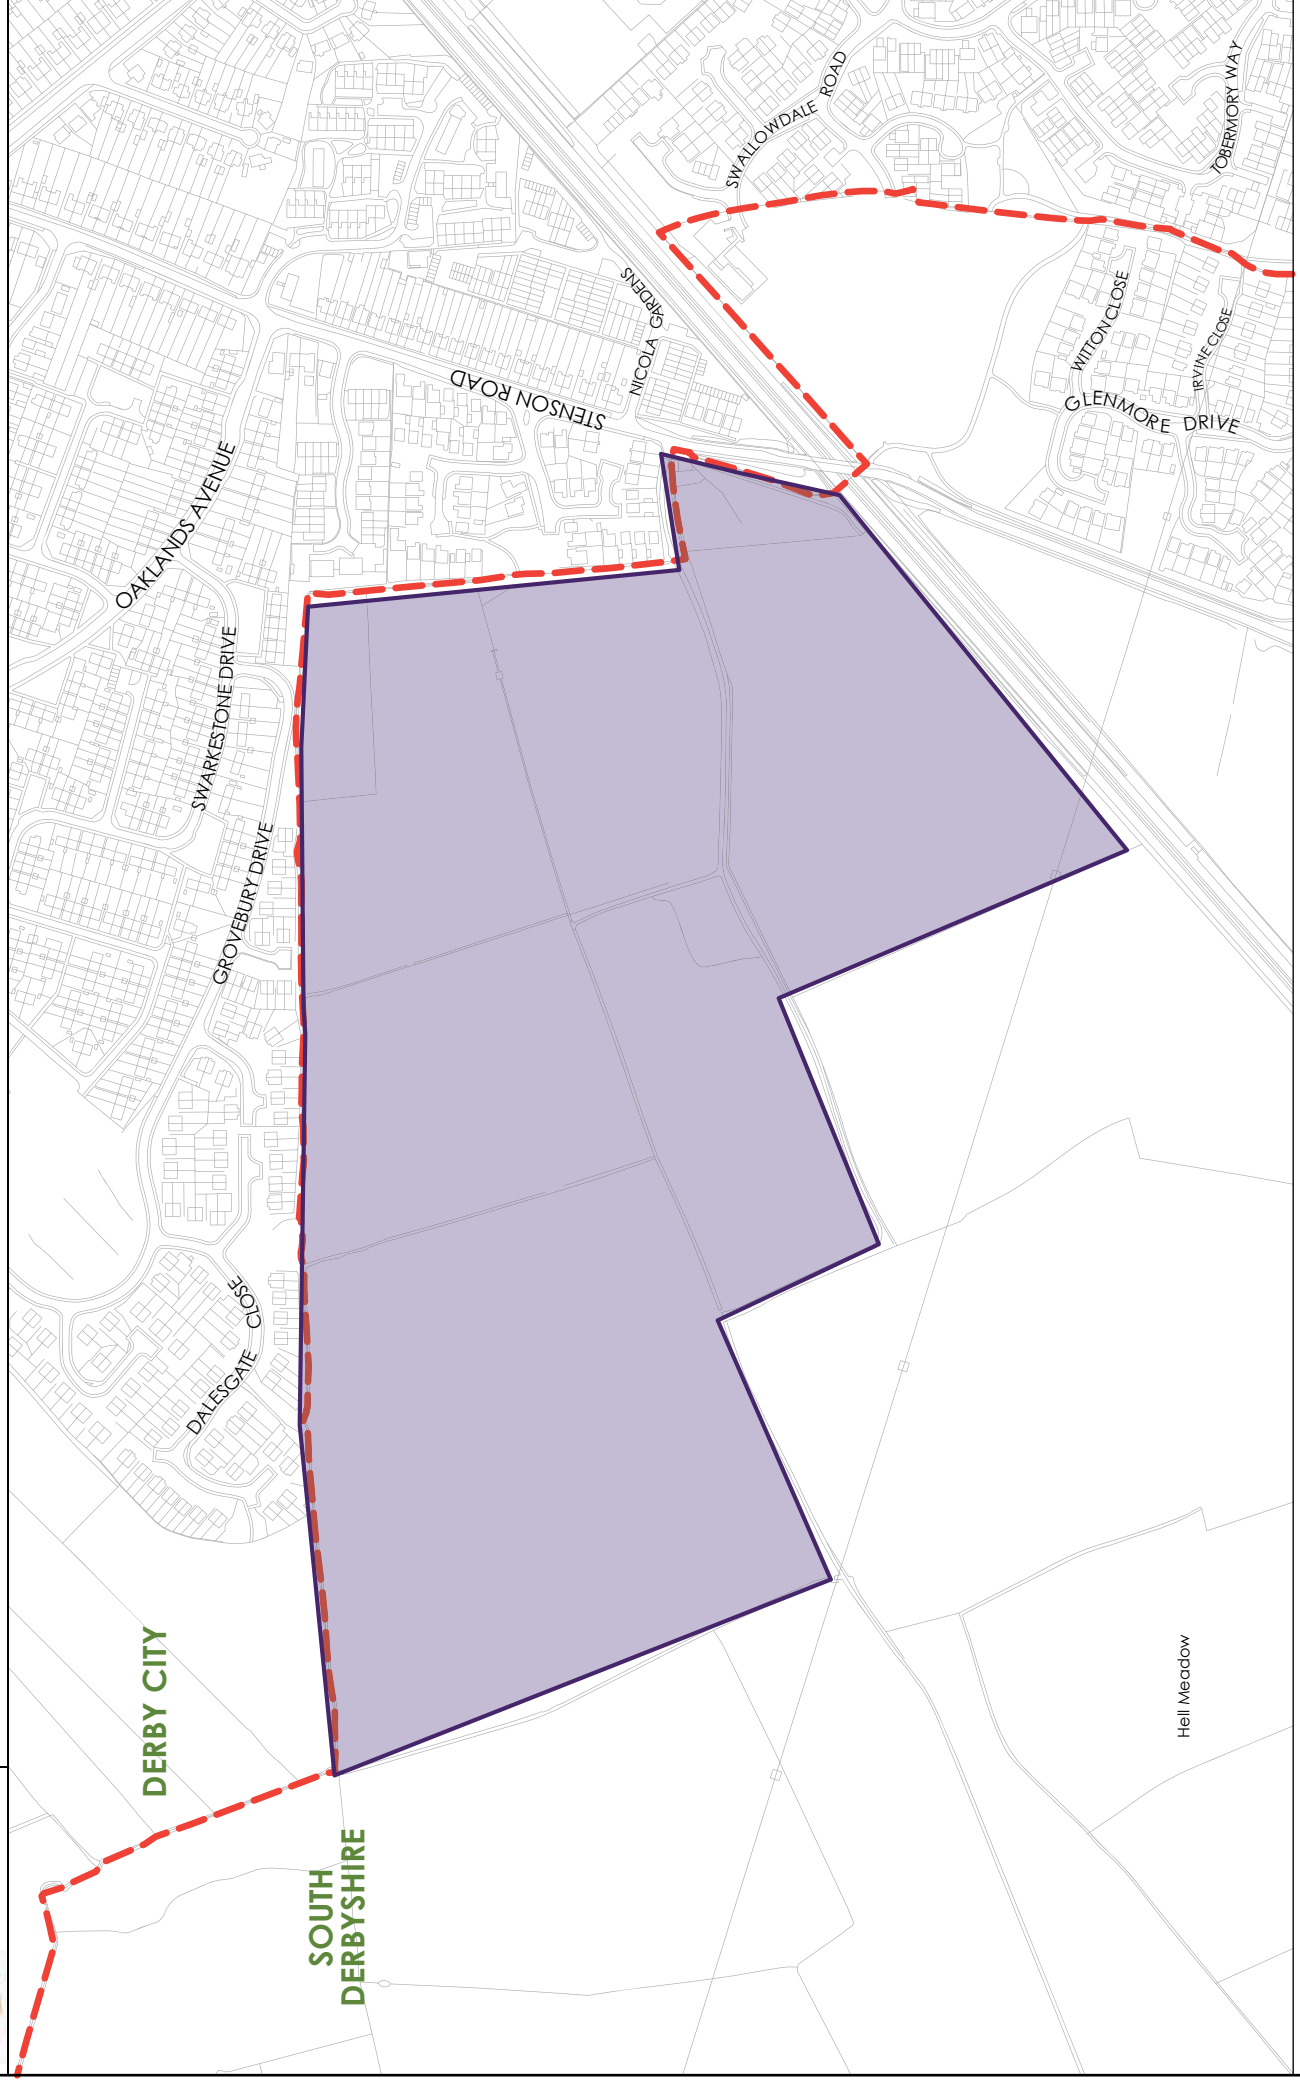 OAKLANDS AVENUE
SWARKESTONE DRIVE
GROVEBURY DRIVE
DALESGATE CLOSE
DERBY CITY
SOUTH
DERBYSHIRE
STENSON ROAD
NICOLA GARDENS
SWALLOWDALE ROAD
TOBERMORY WAY
WITTON CLOSE
IRVINE CLOSE
GLENMORE DRIVE
Hell Meadow